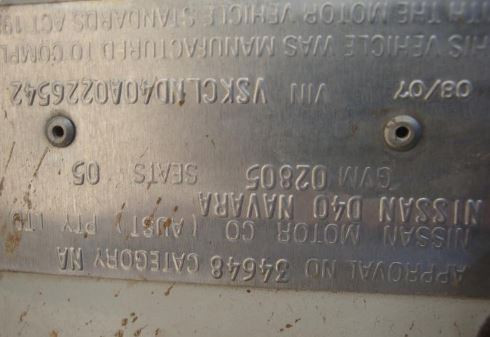 APPROVAL NO 34648 CATEGORY NA
NISSAN MOTOR CO (AUST) PTY LTD
NISSAN D40 NAVARA
GVM 02805 SEATS 05
08/07 VIN VSKCLND40A0226542
HIS VEHICLE WAS MANUFACTURED TO COMPL
ITH THE MOTOR VEHICLE STANDARDS ACT 19